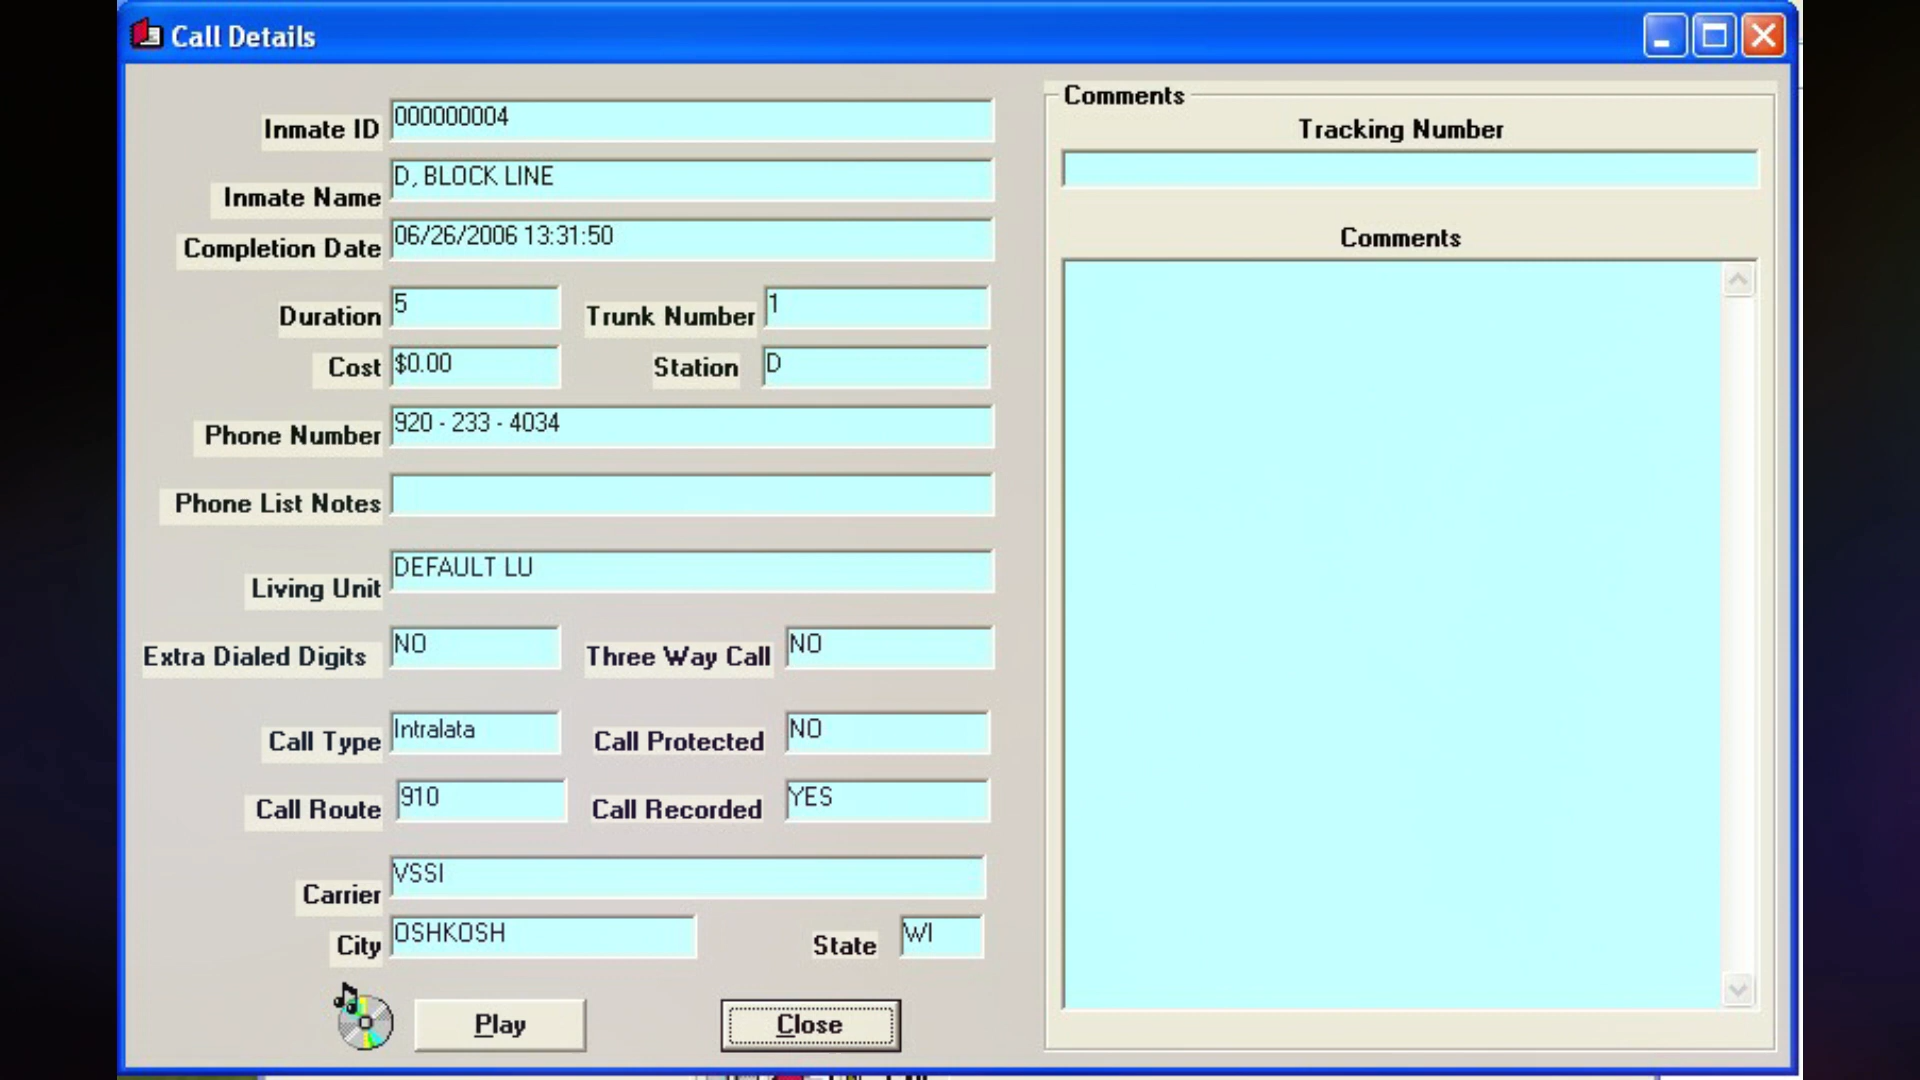 Call Details
Inmate ID 000000004
Inmate Name D, BLOCK LINE
Completion Date 06/26/2006 13:31:50
Duration 5 Trunk Number 1
Cost $0.00 Station D
Phone Number 920 - 233 - 4034
Phone List Notes
Living Unit DEFAULT LU
Extra Dialed Digits NO Three Way Call NO
Call Type Intralata Call Protected NO
Call Route 910 Call Recorded YES
Carrier VSSI
City OSHKOSH State WI
Play Close
Comments
Tracking Number
Comments